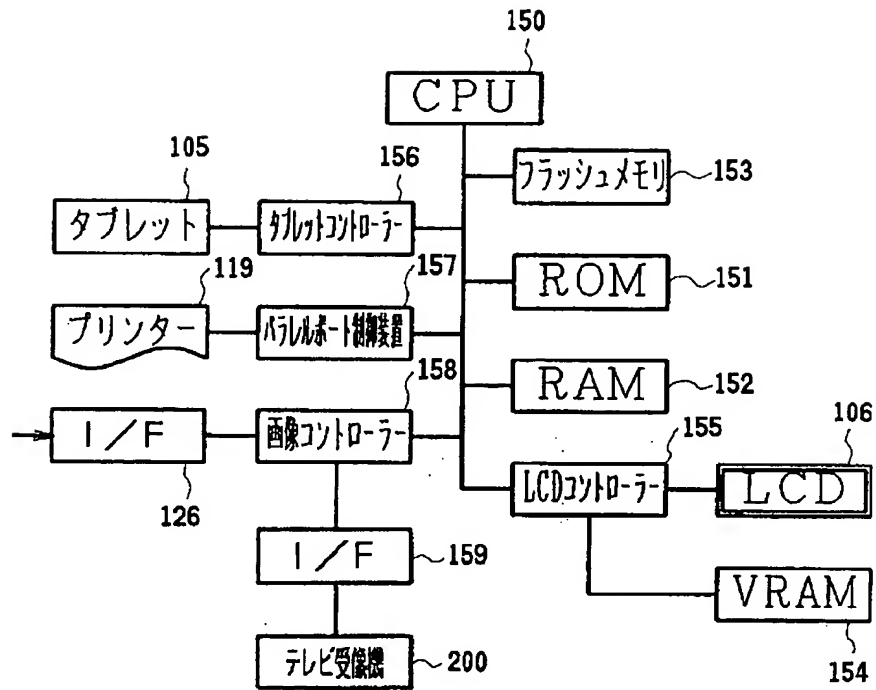 150
CPU
105
156
フラッシュメモリ
153
タブレット
タブレットコントローラー
119
157
ROM
151
プリンター
パラレルポート制御装置
158
RAM
152
I/F
画像コントローラー
155
106
126
LCDコントローラー
LCD
I/F
159
VRAM
テレビ受像機
200
154